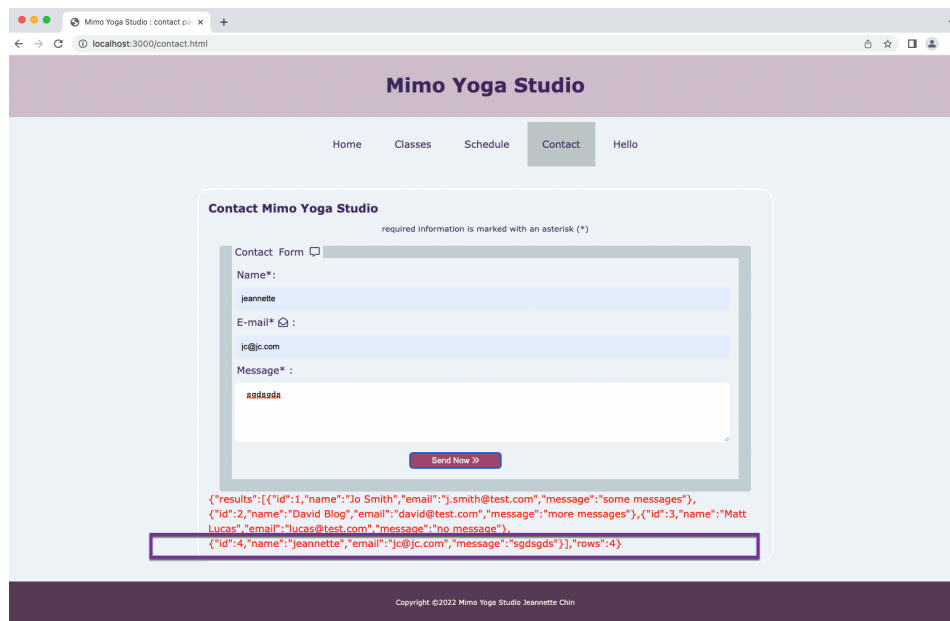 Mimo Yoga Studio : contact pa
localhost:3000/contact.html
Mimo Yoga Studio
Home Classes Schedule Contact Hello
Contact Mimo Yoga Studio
required information is marked with an asterisk (*)
Contact Form
Name*:
jeannette
E-mail* :
jc@jc.com
Message* :
sgdsgds
Send Now »
{"results":[{"id":1,"name":"Jo Smith","email":"j.smith@test.com","message":"some messages"},
{"id":2,"name":"David Blog","email":"david@test.com","message":"more messages"},{"id":3,"name":"Matt
Lucas","email":"lucas@test.com","message":"no message"},
{"id":4,"name":"jeannette","email":"jc@jc.com","message":"sgdsgds"}],"rows":4}
Copyright ©2022 Mimo Yoga Studio Jeannette Chin